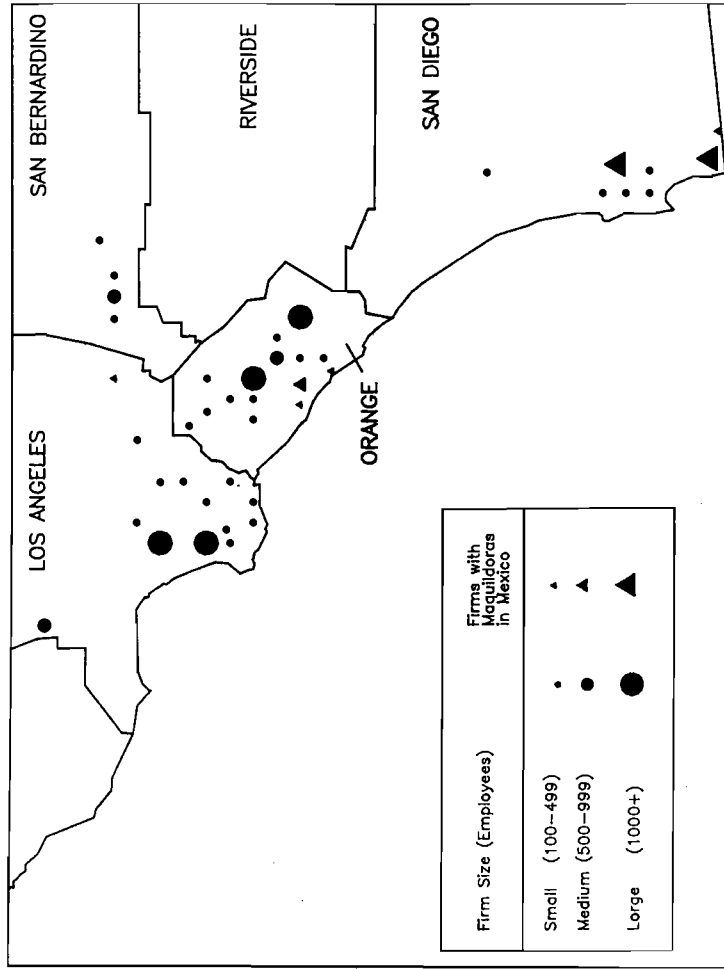 SAN BERNARDINO
LOS ANGELES
RIVERSIDE
ORANGE
SAN DIEGO
Firm Size (Employees)
Firms with
Maquildoras
in Mexico
Small (100-499)
Medium (500-999)
Large (1000+)